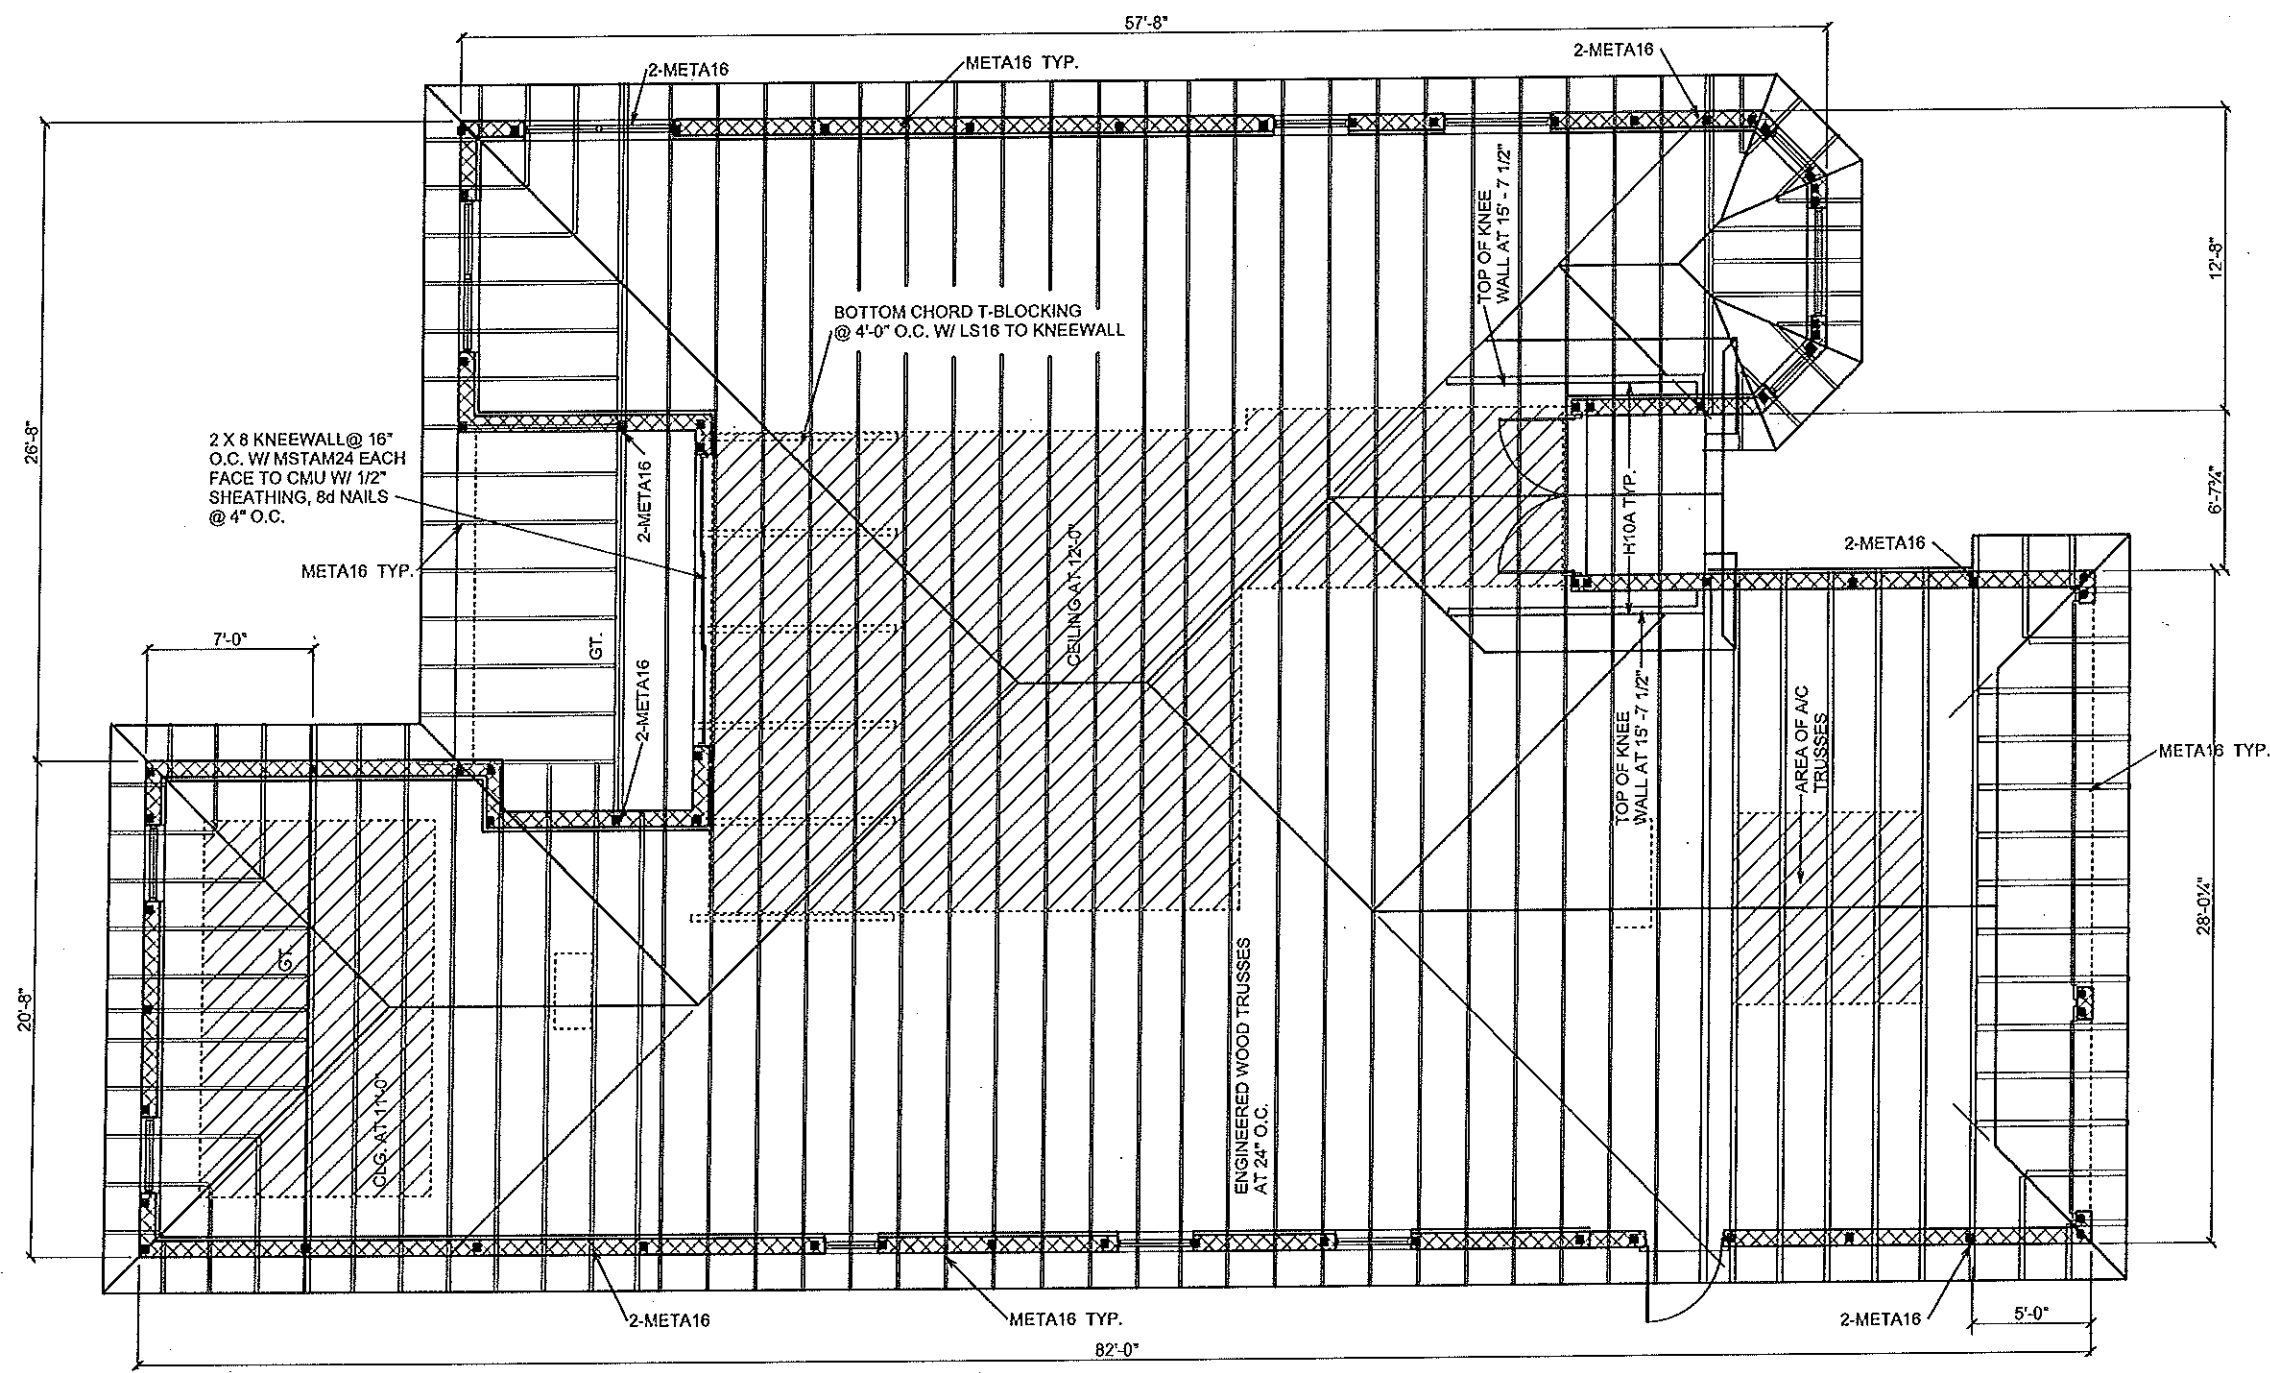 57'-8"
2-META16
META16 TYP.
2-META16
TOP OF KNEE
WALL AT 15' - 7 1/2"
12'-8"
BOTTOM CHORD T-BLOCKING
@ 4'-0" O.C. W/ LS16 TO KNEEWALL
26'-8"
2 X 8 KNEEWALL@ 16"
O.C. W/ MSTAM24 EACH
FACE TO CMU W/ 1/2"
SHEATHING, 8d NAILS
@ 4" O.C.
2-META16
H10A TYP.
6'-7¾"
META16 TYP.
CEILING AT 12'-0"
2-META16
7'-0"
GT.
2-META16
TOP OF KNEE
WALL AT 15' -7 1/2"
AREA OF A/C
TRUSSES
META16 TYP.
28'-0¼"
20'-8"
GT.
CLG. AT 11'-0"
ENGINEERED WOOD TRUSSES
AT 24" O.C.
2-META16
META16 TYP.
2-META16
5'-0"
82'-0"